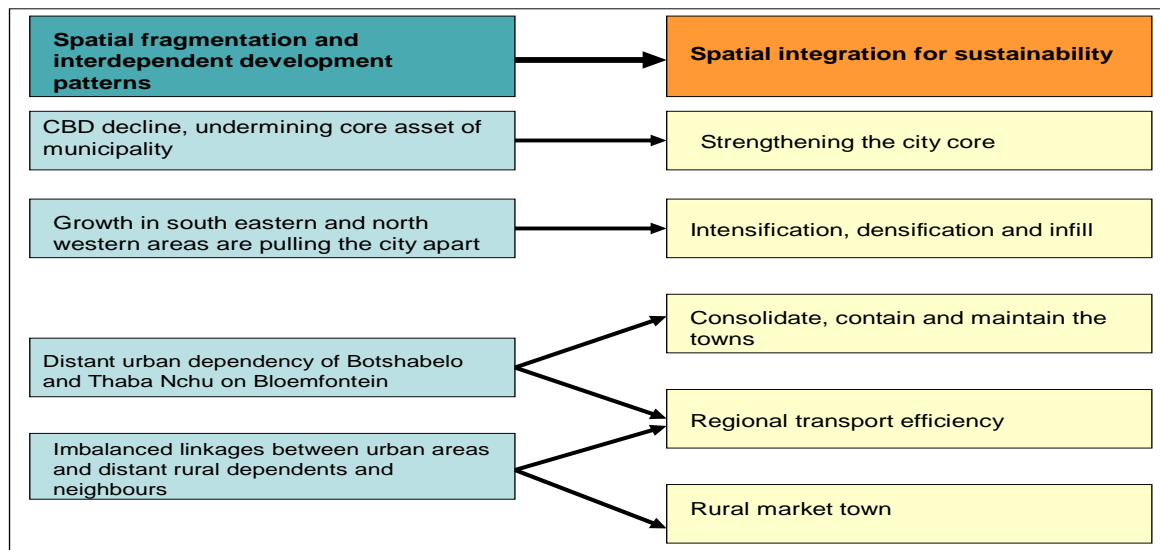 Spatial fragmentation and
interdependent development
patterns
Spatial integration for sustainability
CBD decline, undermining core asset of
municipality
Strengthening the city core
Growth in south eastern and north
western areas are pulling the city apart
Intensification, densification and infill
Consolidate, contain and maintain the
towns
Distant urban dependency of Botshabelo
and Thaba Nchu on Bloemfontein
Regional transport efficiency
Imbalanced linkages between urban areas
and distant rural dependents and
neighbours
Rural market town